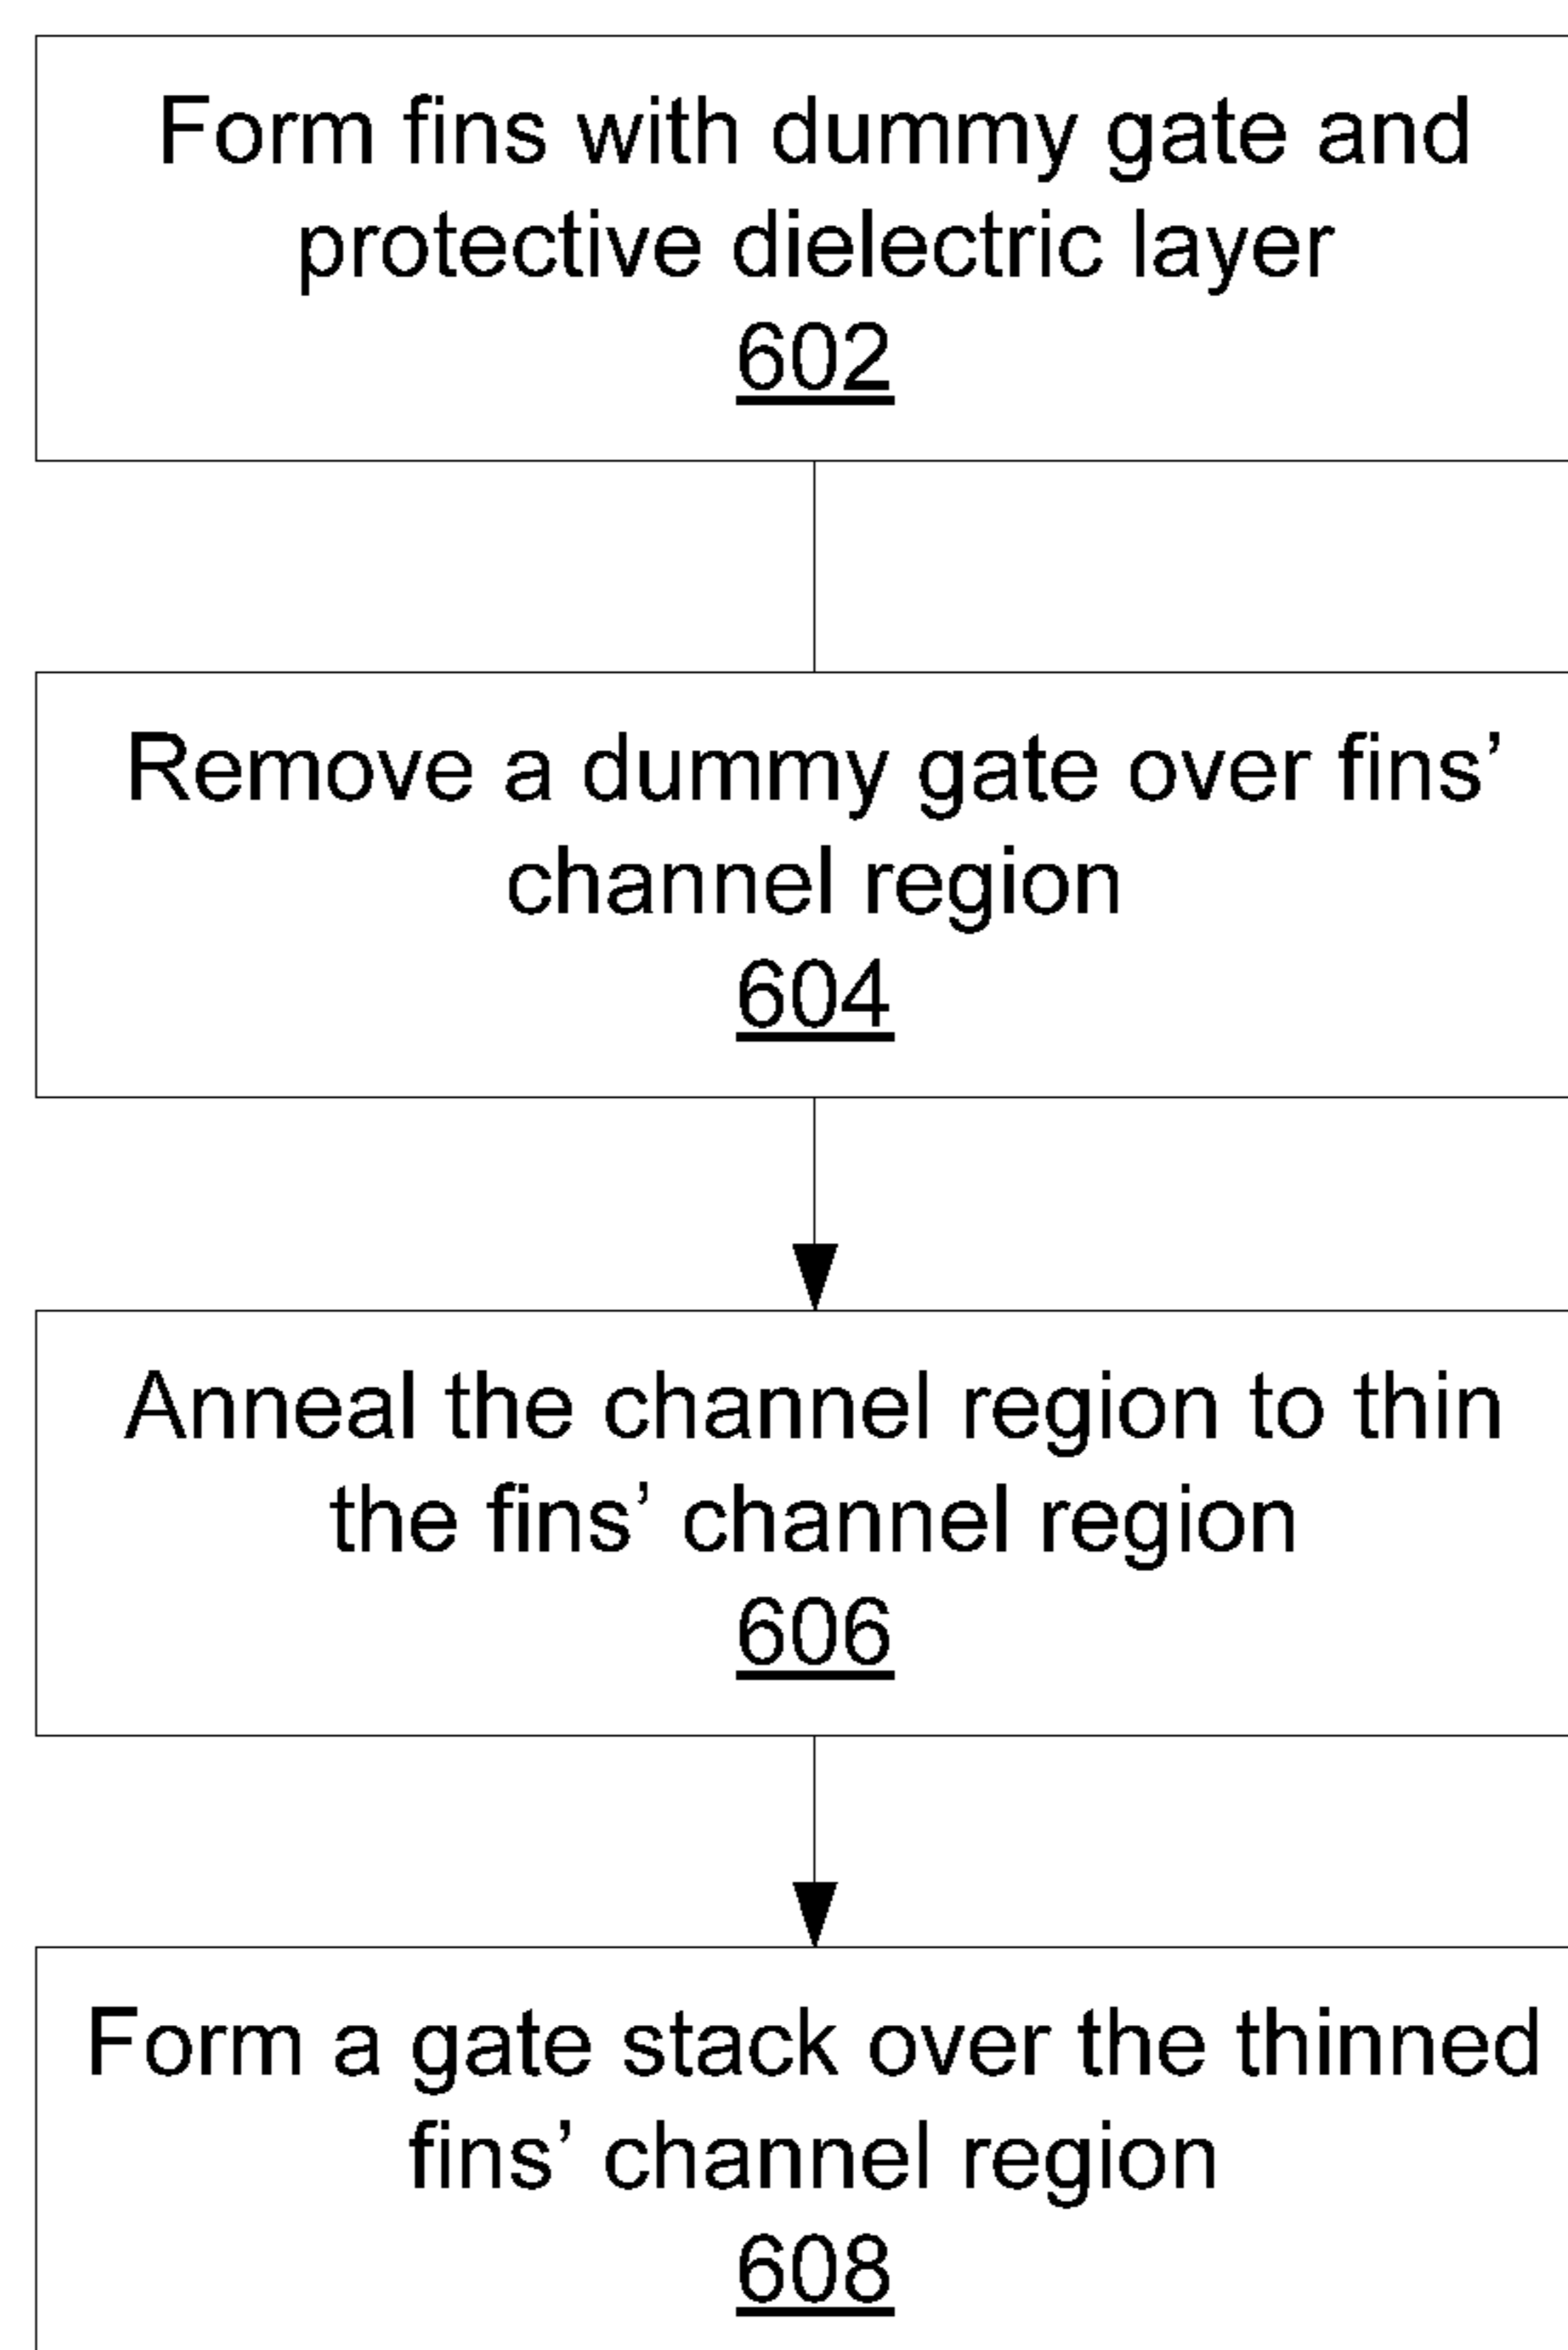 Form fins with dummy gate and
protective dielectric layer
602
Remove a dummy gate over fins’
channel region
604
Anneal the channel region to thin
the fins’ channel region
606
Form a gate stack over the thinned
fins’ channel region
608